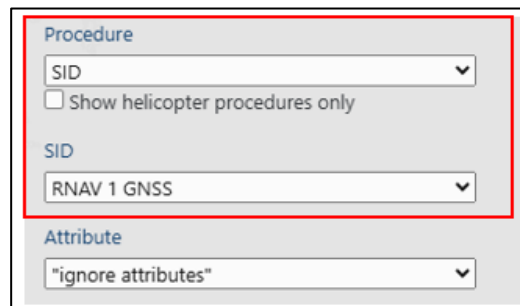 Procedure
SID
Show helicopter procedures only
SID
RNAV 1 GNSS
Attribute
"ignore attributes"